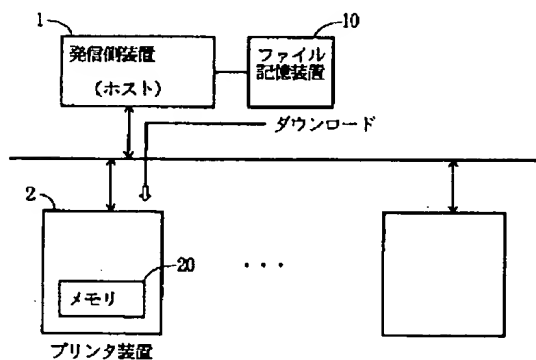 1
発信側装置
(ホスト)
10
ファイル
記憶装置
ダウンロード
2
20
メモリ
...
プリンタ装置